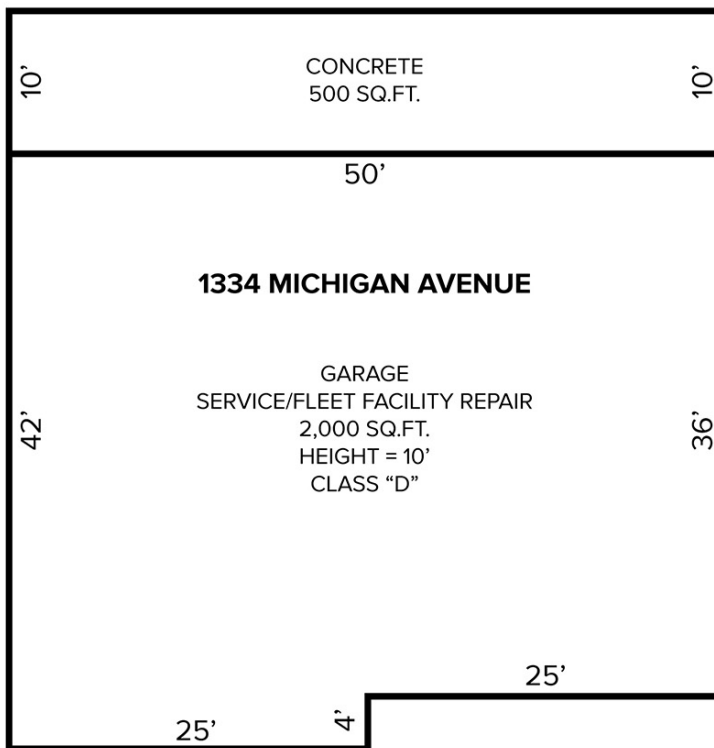 10'
CONCRETE
500 SQ.FT.
10'
50'
1334 MICHIGAN AVENUE
42'
GARAGE
SERVICE/FLEET FACILITY REPAIR
2,000 SQ.FT.
HEIGHT = 10'
CLASS “D”
36'
25'
4'
25'